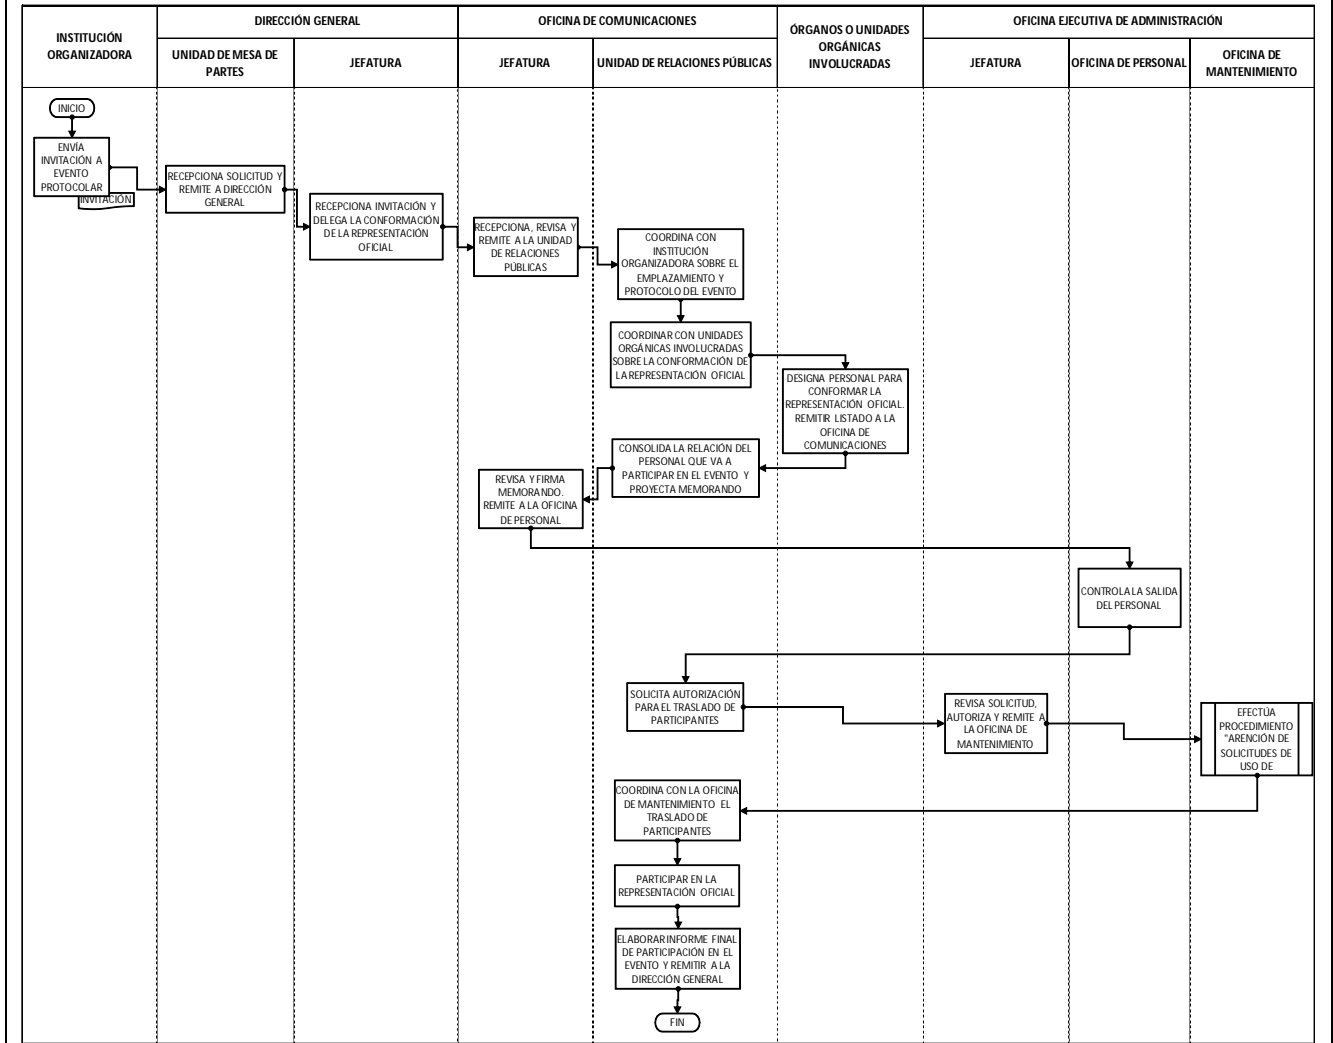 INSTITUCIÓN
ORGANIZADORA
DIRECCIÓN GENERAL
UNIDAD DE MESA DE
PARTES
JEFATURA
OFICINA DE COMUNICACIONES
JEFATURA
UNIDAD DE RELACIONES PÚBLICAS
ÓRGANOS O UNIDADES
ORGÁNICAS
INVOLUCRADAS
OFICINA EJECUTIVA DE ADMINISTRACIÓN
JEFATURA
OFICINA DE PERSONAL
OFICINA DE
MANTENIMIENTO
INICIO
ENVÍA
INVITACIÓN A
EVENTO
PROTOCOLAR
INVITACIÓN
RECEPCIONA SOLICITUD Y
REMITE A DIRECCIÓN
GENERAL
RECEPCIONA INVITACIÓN Y
DELEGA LA CONFORMACIÓN
DE LA REPRESENTACIÓN
OFICIAL
RECEPCIONA, REVISA Y
REMITE A LA UNIDAD
DE RELACIONES
PÚBLICAS
COORDINA CON
INSTITUCIÓN
ORGANIZADORA SOBRE EL
EMPLAZAMIENTO Y
PROTOCOLO DEL EVENTO
COORDINAR CON UNIDADES
ORGÁNICAS INVOLUCRADAS
SOBRE LA CONFORMACIÓN DE
LA REPRESENTACIÓN OFICIAL
DESIGNA PERSONAL PARA
CONFORMAR LA
REPRESENTACIÓN OFICIAL.
REMITIR LISTADO A LA
OFICINA DE
COMUNICACIONES
CONSOLIDA LA RELACIÓN DEL
PERSONAL QUE VA A
PARTICIPAR EN EL EVENTO Y
PROYECTA MEMORANDO
REVISA Y FIRMA
MEMORANDO.
REMITE A LA OFICINA
DE PERSONAL
CONTROLA LA SALIDA
DEL PERSONAL
SOLICITA AUTORIZACIÓN
PARA EL TRASLADO DE
PARTICIPANTES
REVISA SOLICITUD,
AUTORIZA Y REMITE A
LA OFICINA DE
MANTENIMIENTO
EFECTÚA
PROCEDIMIENTO
"ARENCIÓN DE
SOLICITUDES DE
USO DE
COORDINA CON LA OFICINA
DE MANTENIMIENTO EL
TRASLADO DE
PARTICIPANTES
PARTICIPAR EN LA
REPRESENTACIÓN OFICIAL
ELABORAR INFORME FINAL
DE PARTICIPACIÓN EN EL
EVENTO Y REMITIR A LA
DIRECCIÓN GENERAL
FIN